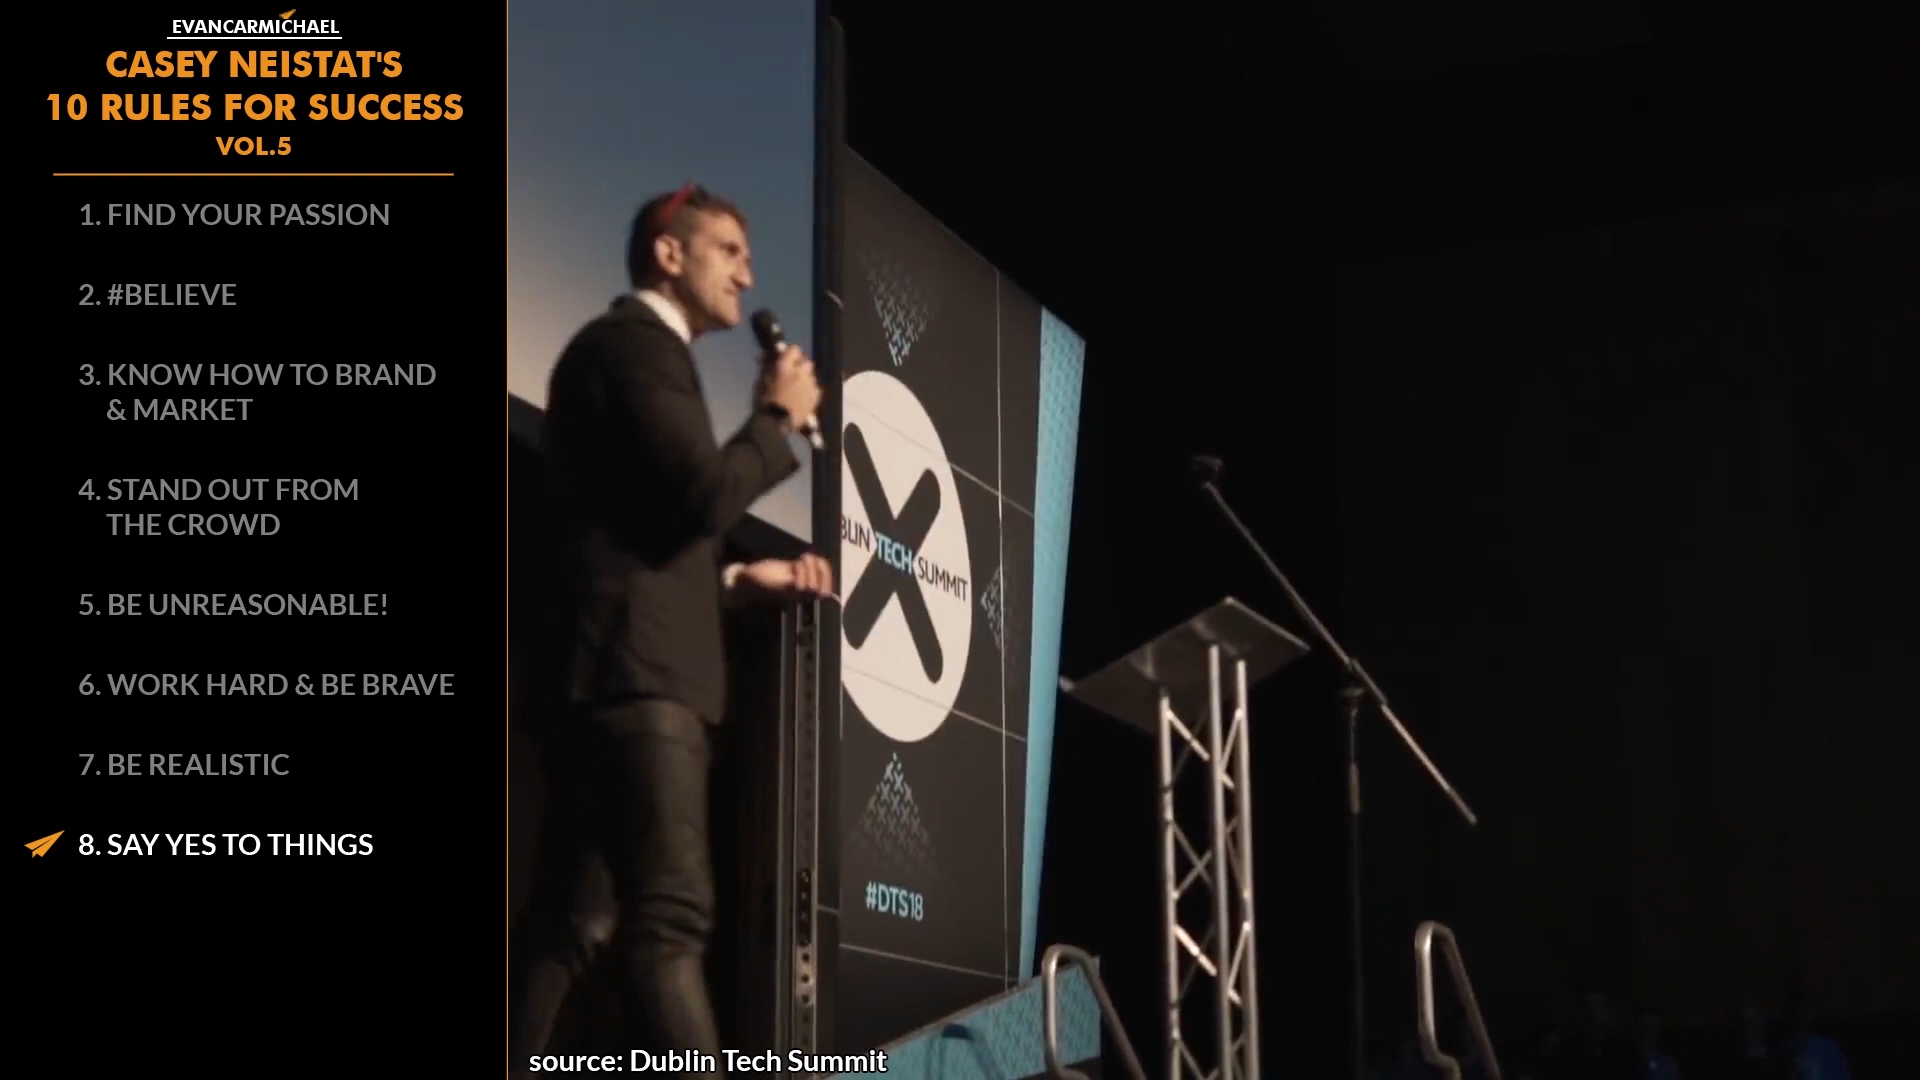 EVANCARMICHAEL
CASEY NEISTAT'S
10 RULES FOR SUCCESS
VOL.5
1. FIND YOUR PASSION
2. #BELIEVE
3. KNOW HOW TO BRAND
& MARKET
4. STAND OUT FROM
THE CROWD
5. BE UNREASONABLE!
6. WORK HARD & BE BRAVE
7. BE REALISTIC
8. SAY YES TO THINGS
BLIN TECH SUMMIT
#DTS18
source: Dublin Tech Summit